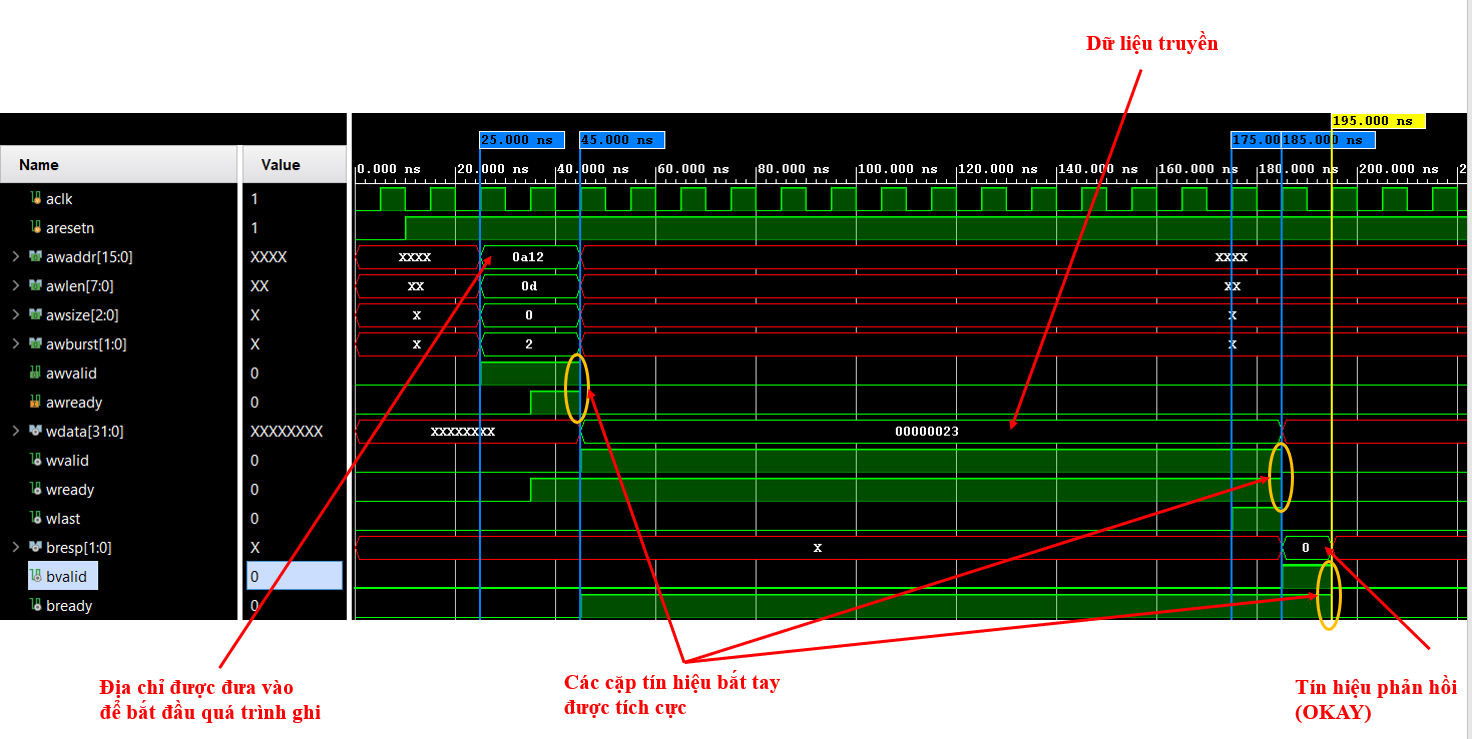 Dữ liệu truyền
195.000 ns
25.000 ns 45.000 ns 175.00 185.000 ns
Name Value
0.000 ns 20.000 ns 40.000 ns 60.000 ns 80.000 ns 100.000 ns 120.000 ns 140.000 ns 160.000 ns 180.000 ns 200.000 ns 2
aclk 1
aresetn 1
awaddr[15:0] XXXX XXXX 0a12 XXXX
awlen[7:0] XX XX 0d XX
awsize[2:0] X X 0 X
awburst[1:0] X X 2 X
awvalid 0
awready 0
wdata[31:0] XXXXXXXX XXXXXXXX 00000023
wvalid 0
wready 0
wlast 0
bresp[1:0] X X 0
bvalid 0
bready 0
Địa chỉ được đưa vào
để bắt đầu quá trình ghi
Các cặp tín hiệu bắt tay
được tích cực
Tín hiệu phản hồi
(OKAY)